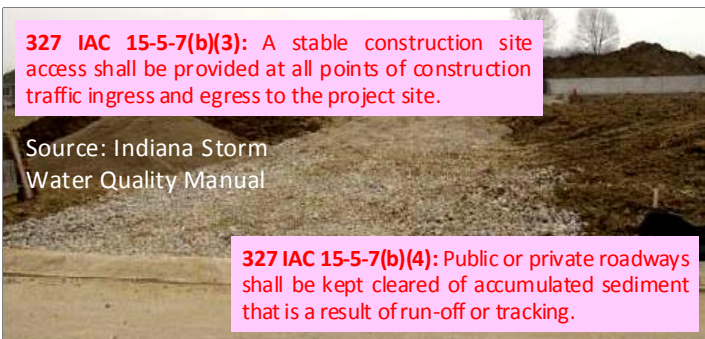 327 IAC 15-5-7(b)(3): A stable construction site
access shall be provided at all points of construction
traffic ingress and egress to the project site.
Source: Indiana Storm
Water Quality Manual
327 IAC 15-5-7(b)(4): Public or private roadways
shall be kept cleared of accumulated sediment
that is a result of run-off or tracking.